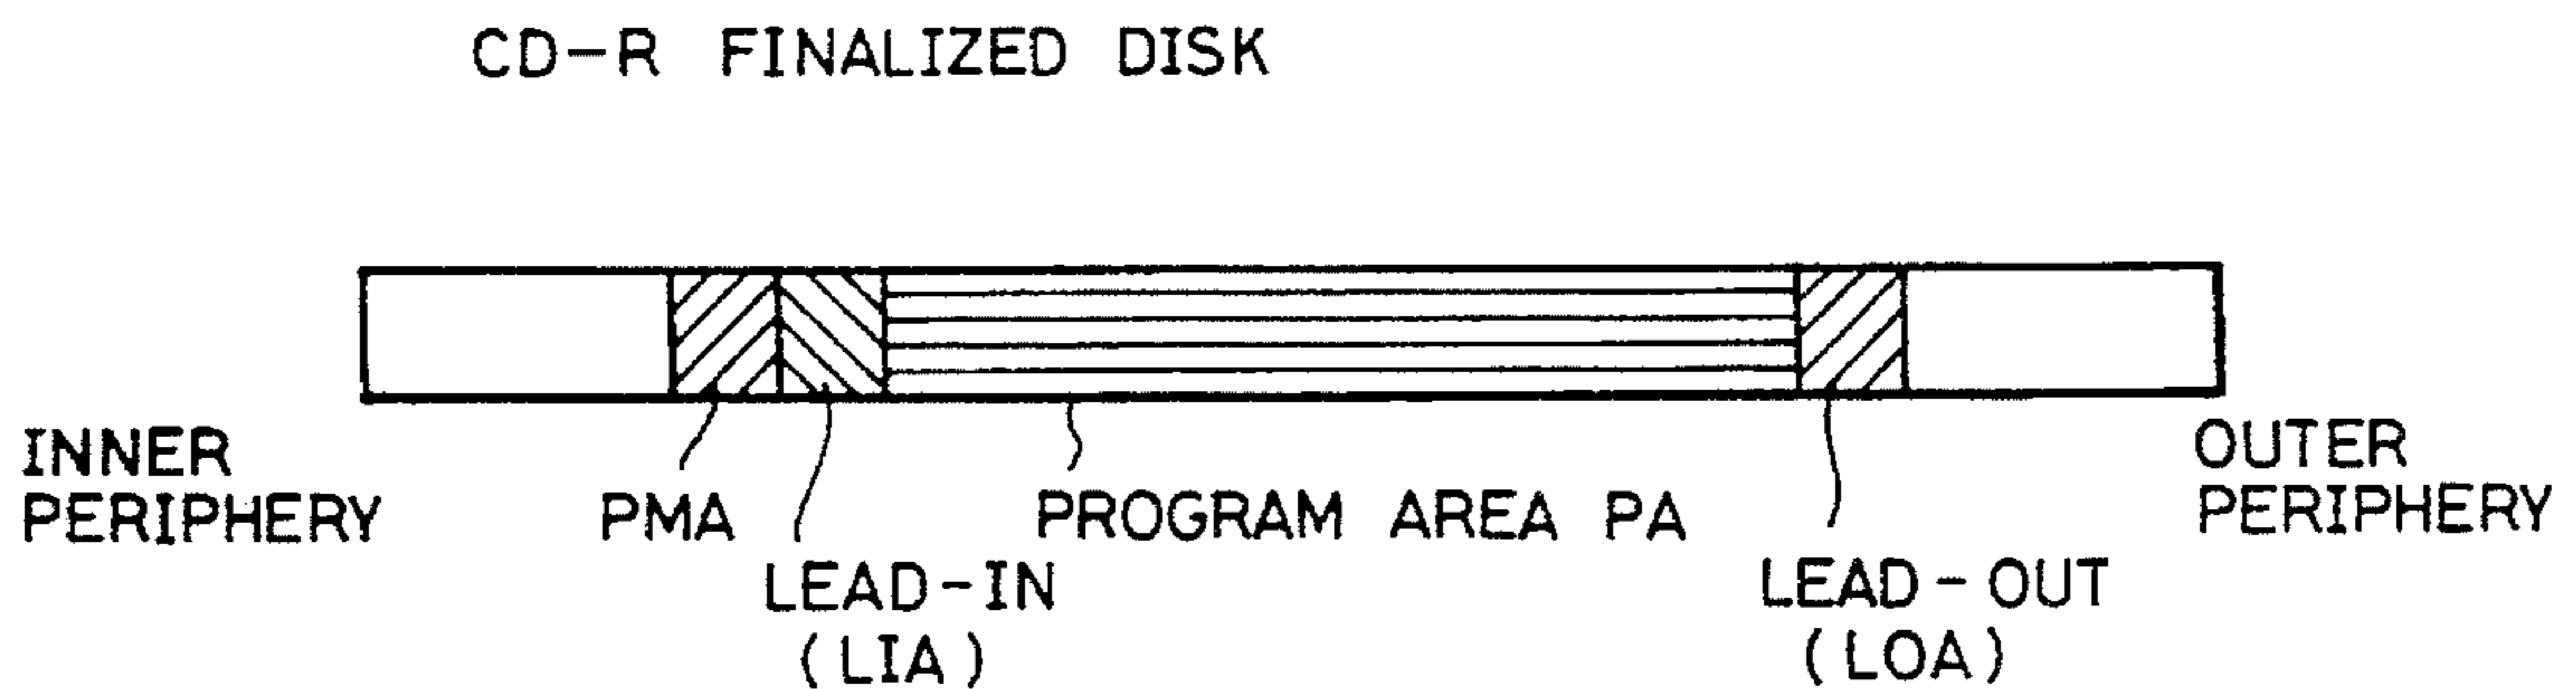 CD-R FINALIZED DISK
INNER
PERIPHERY
PMA
LEAD-IN
(LIA)
PROGRAM AREA PA
LEAD-OUT
(LOA)
OUTER
PERIPHERY